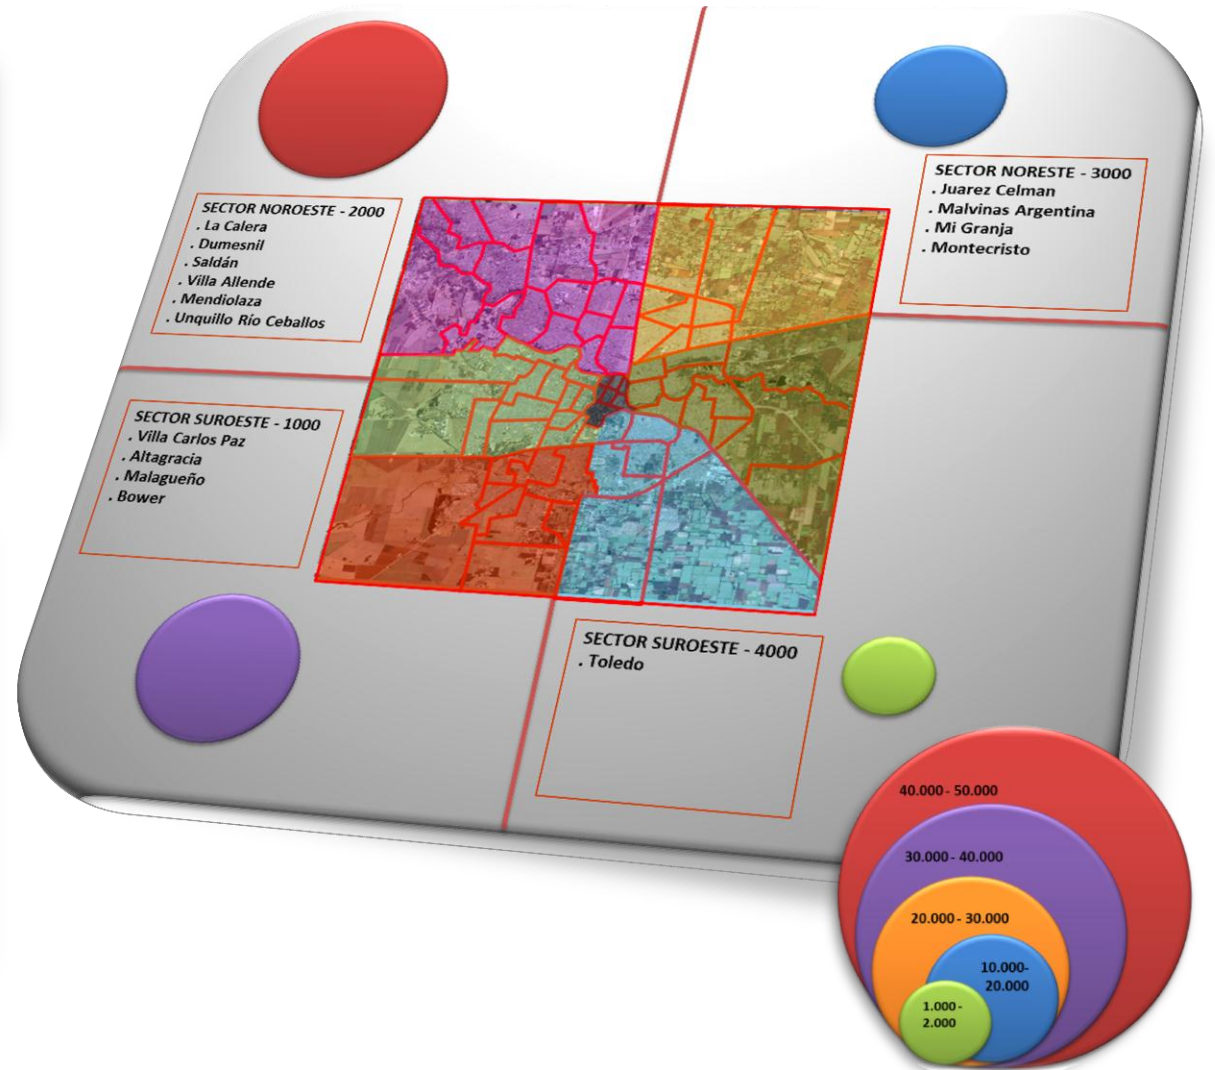 SECTOR NOROESTE - 2000
. La Calera
. Dumesnil
. Saldán
. Villa Allende
. Mendiolaza
. Unquillo Río Ceballos
SECTOR NORESTE - 3000
. Juarez Celman
. Malvinas Argentina
. Mi Granja
. Montecristo
SECTOR SUROESTE - 1000
. Villa Carlos Paz
. Altagracia
. Malagueño
. Bower
SECTOR SUROESTE - 4000
. Toledo
40.000 - 50.000
30.000 - 40.000
20.000 - 30.000
10.000-
20.000
1.000 -
2.000